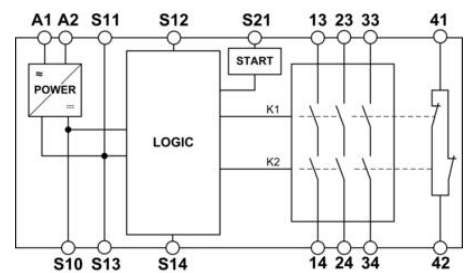 A1 A2 S11 S12 S21 13 23 33 41
START
≈
POWER
⎓
K1
LOGIC
K2
S10 S13 S14 14 24 34 42